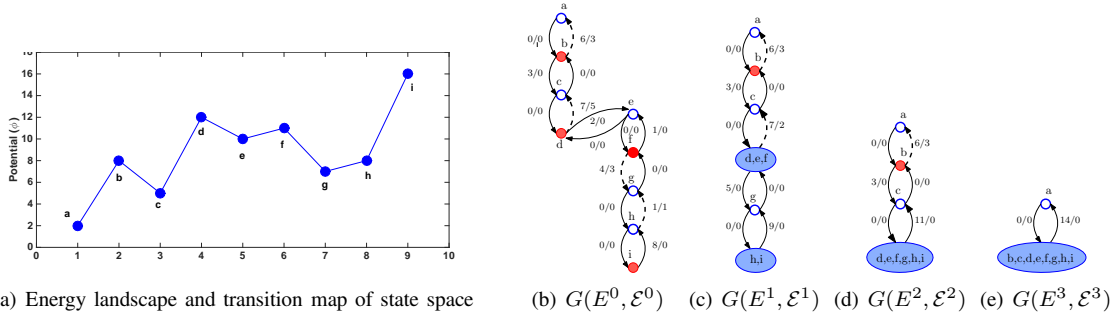 18
16
14
12
10
8
6
4
2
0
Potential (ϕ)
a
b
c
d
e
f
g
h
i
0 1 2 3 4 5 6 7 8 9 10
a) Energy landscape and transition map of state space
a
0/0 6/3
b
3/0 0/0
c
0/0 7/5
d
2/0
0/0
e
0/0 1/0
f
4/3 0/0
g
0/0 1/1
h
0/0 8/0
i
(b) G(E⁰, ℰ⁰)
a
0/0 6/3
b
3/0 0/0
c
0/0 7/2
d,e,f
5/0 0/0
g
0/0 9/0
h,i
(c) G(E¹, ℰ¹)
a
0/0 6/3
b
3/0 0/0
c
0/0 11/0
d,e,f,g,h,i
(d) G(E², ℰ²)
a
0/0 14/0
b,c,d,e,f,g,h,i
(e) G(E³, ℰ³)